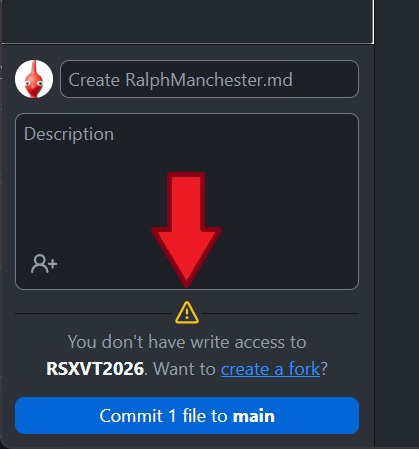 Create RalphManchester.md
Description
You don't have write access to
RSXVT2026. Want to create a fork?
Commit 1 file to main